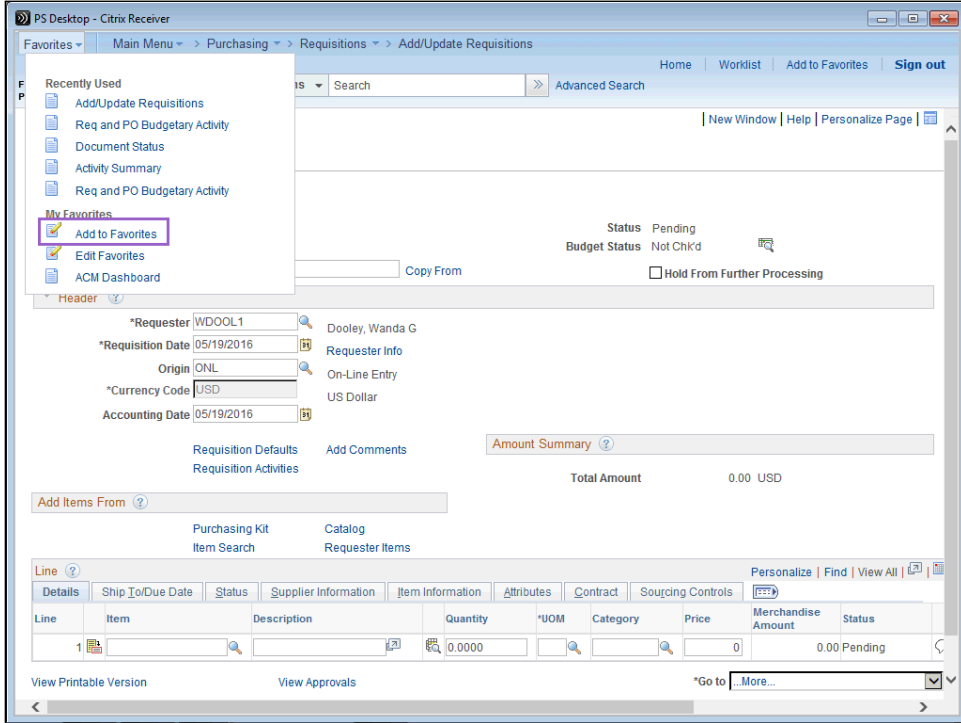 PS Desktop - Citrix Receiver
Favorites Main Menu > Purchasing > Requisitions > Add/Update Requisitions
Home Worklist Add to Favorites Sign out
Search Advanced Search
Recently Used
Add/Update Requisitions
Req and PO Budgetary Activity
Document Status
Activity Summary
Req and PO Budgetary Activity
My Favorites
Add to Favorites
Edit Favorites
ACM Dashboard
New Window | Help | Personalize Page |
Status Pending
Budget Status Not Chk'd
Copy From Hold From Further Processing
Header
*Requester WDOOL1 Dooley, Wanda G
*Requisition Date 05/19/2016 Requester Info
Origin ONL On-Line Entry
*Currency Code USD US Dollar
Accounting Date 05/19/2016
Requisition Defaults Add Comments Amount Summary
Requisition Activities
Total Amount 0.00 USD
Add Items From
Purchasing Kit Catalog
Item Search Requester Items
Line Personalize | Find | View All |
Details Ship To/Due Date Status Supplier Information Item Information Attributes Contract Sourcing Controls
Line Item Description Quantity *UOM Category Price Merchandise Amount Status
1 0.0000 0 0.00 Pending
View Printable Version View Approvals *Go to ...More...